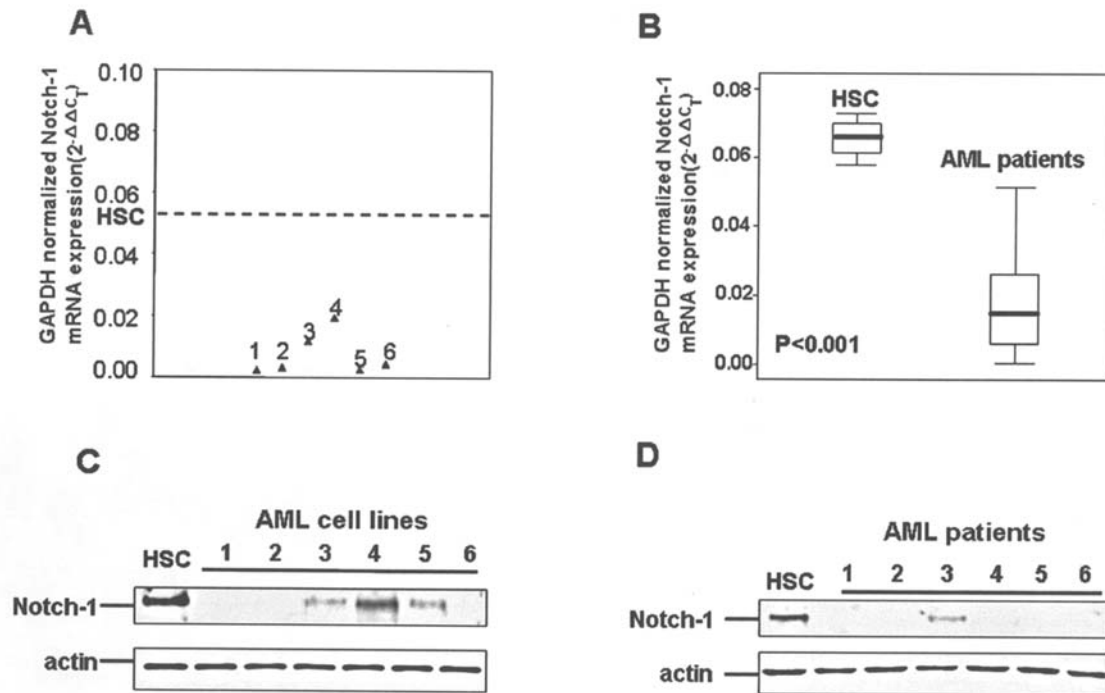 A
GAPDH normalized Notch-1
mRNA expression(2-ΔΔCT)
0.10
0.08
0.06
HSC
0.04
0.02
0.00
1
2
3
4
5
6
B
GAPDH normalized Notch-1
mRNA expression(2-ΔΔCT)
0.08
0.06
0.04
0.02
0.00
HSC
AML patients
P<0.001
C
AML cell lines
HSC 1 2 3 4 5 6
Notch-1
actin
D
AML patients
HSC 1 2 3 4 5 6
Notch-1
actin